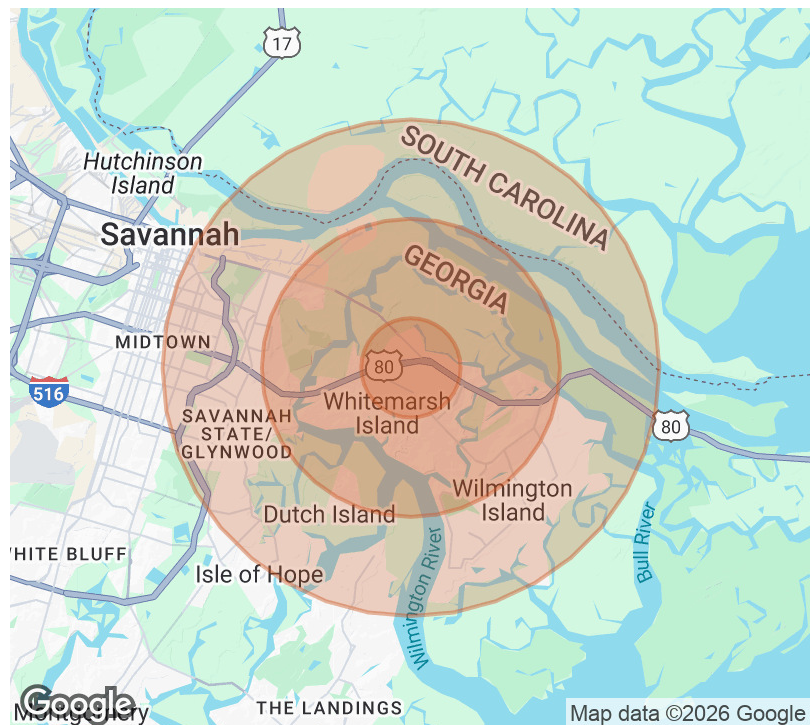 17
Hutchinson
Island
SOUTH CAROLINA
Savannah
GEORGIA
MIDTOWN
80
516
Whitemarsh
Island
SAVANNAH
STATE/
GLYNWOOD
80
Wilmington
Island
Dutch Island
WHITE BLUFF
Isle of Hope
Wilmington River
Bull River
THE LANDINGS
Montgomery
Google
Map data ©2026 Google